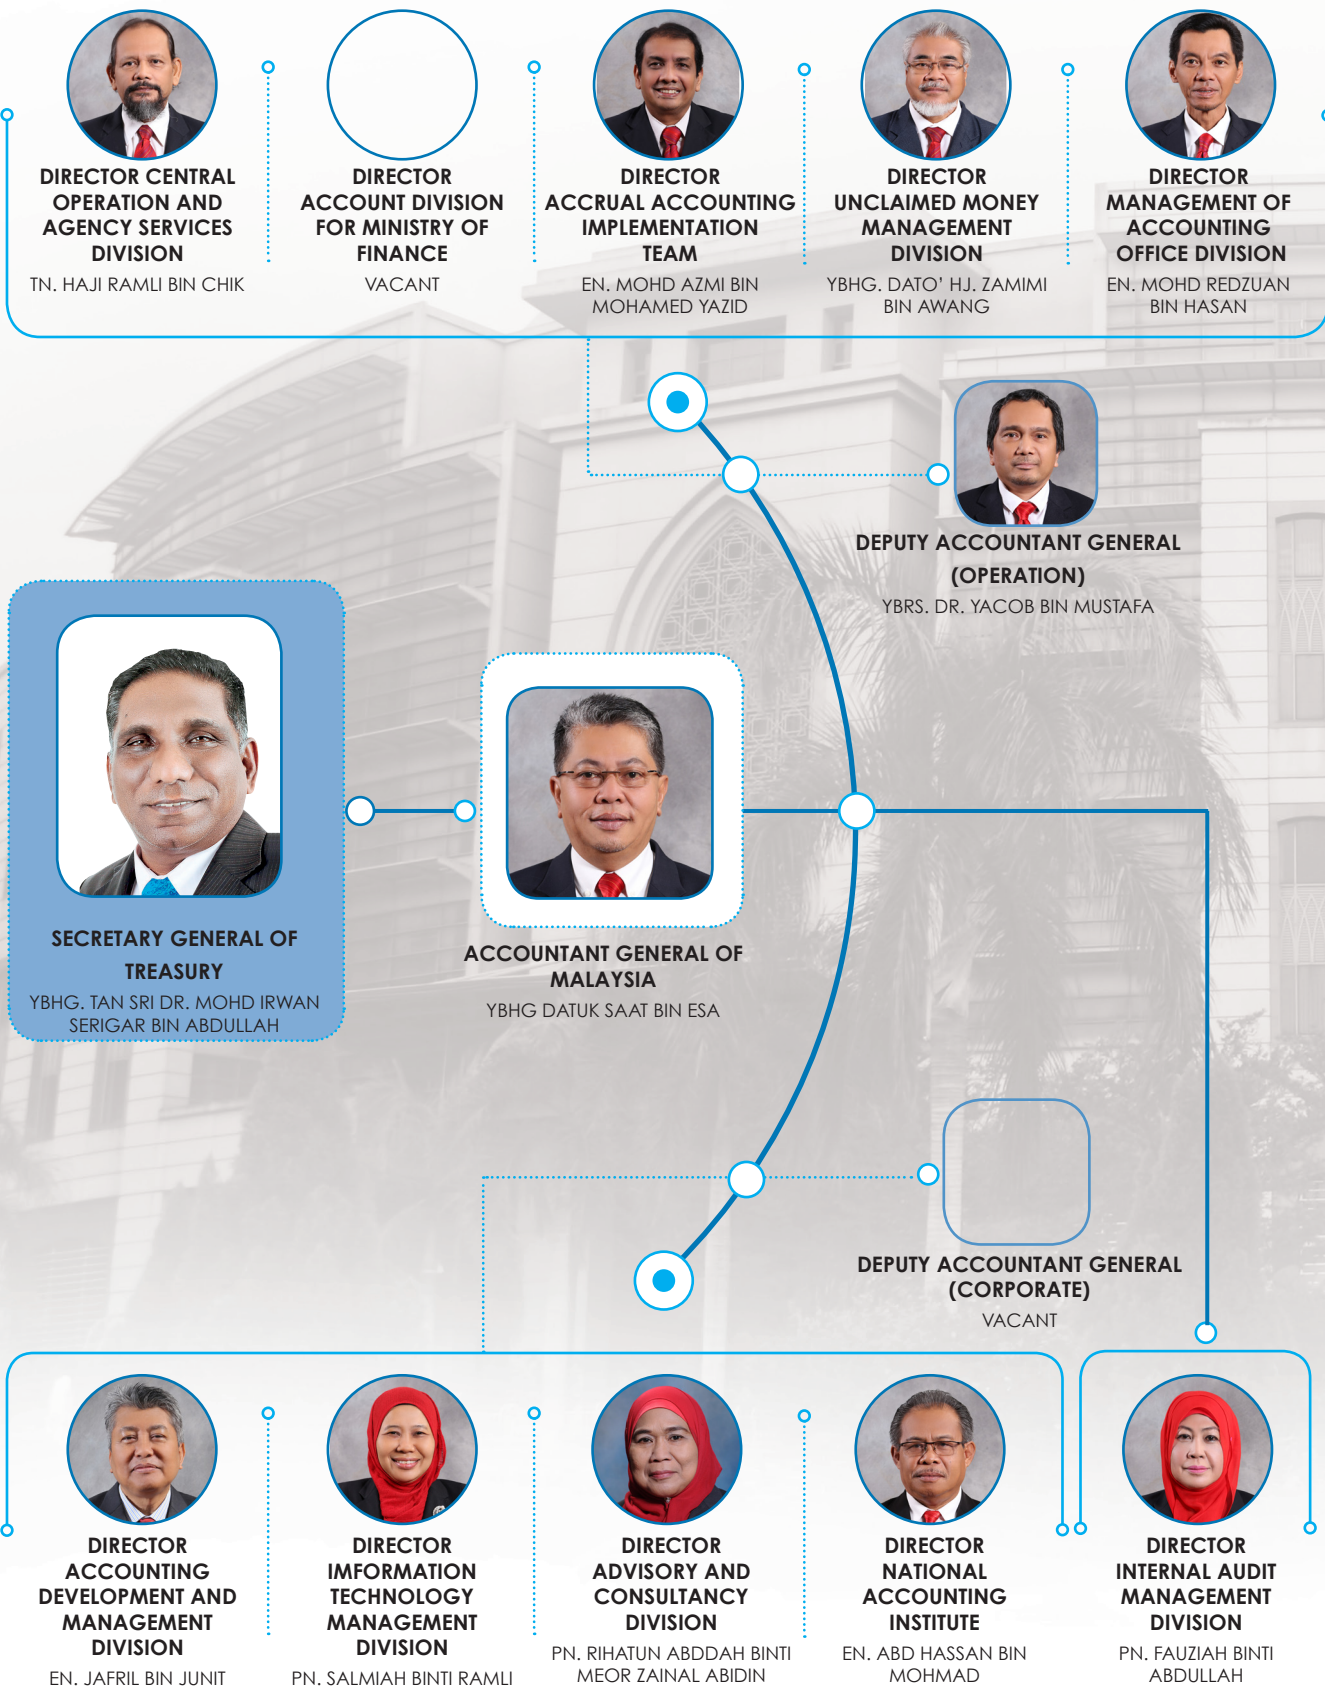 DIRECTOR CENTRAL
OPERATION AND
AGENCY SERVICES
DIVISION
TN. HAJI RAMLI BIN CHIK
DIRECTOR
ACCOUNT DIVISION
FOR MINISTRY OF
FINANCE
VACANT
DIRECTOR
ACCRUAL ACCOUNTING
IMPLEMENTATION
TEAM
EN. MOHD AZMI BIN
MOHAMED YAZID
DIRECTOR
UNCLAIMED MONEY
MANAGEMENT
DIVISION
YBHG. DATO’ HJ. ZAMIMI
BIN AWANG
DIRECTOR
MANAGEMENT OF
ACCOUNTING
OFFICE DIVISION
EN. MOHD REDZUAN
BIN HASAN
DEPUTY ACCOUNTANT GENERAL
(OPERATION)
YBRS. DR. YACOB BIN MUSTAFA
SECRETARY GENERAL OF
TREASURY
YBHG. TAN SRI DR. MOHD IRWAN
SERIGAR BIN ABDULLAH
ACCOUNTANT GENERAL OF
MALAYSIA
YBHG DATUK SAAT BIN ESA
DEPUTY ACCOUNTANT GENERAL
(CORPORATE)
VACANT
DIRECTOR
ACCOUNTING
DEVELOPMENT AND
MANAGEMENT
DIVISION
EN. JAFRIL BIN JUNIT
DIRECTOR
IMFORMATION
TECHNOLOGY
MANAGEMENT
DIVISION
PN. SALMIAH BINTI RAMLI
DIRECTOR
ADVISORY AND
CONSULTANCY
DIVISION
PN. RIHATUN ABDDAH BINTI
MEOR ZAINAL ABIDIN
DIRECTOR
NATIONAL
ACCOUNTING
INSTITUTE
EN. ABD HASSAN BIN
MOHMAD
DIRECTOR
INTERNAL AUDIT
MANAGEMENT
DIVISION
PN. FAUZIAH BINTI
ABDULLAH